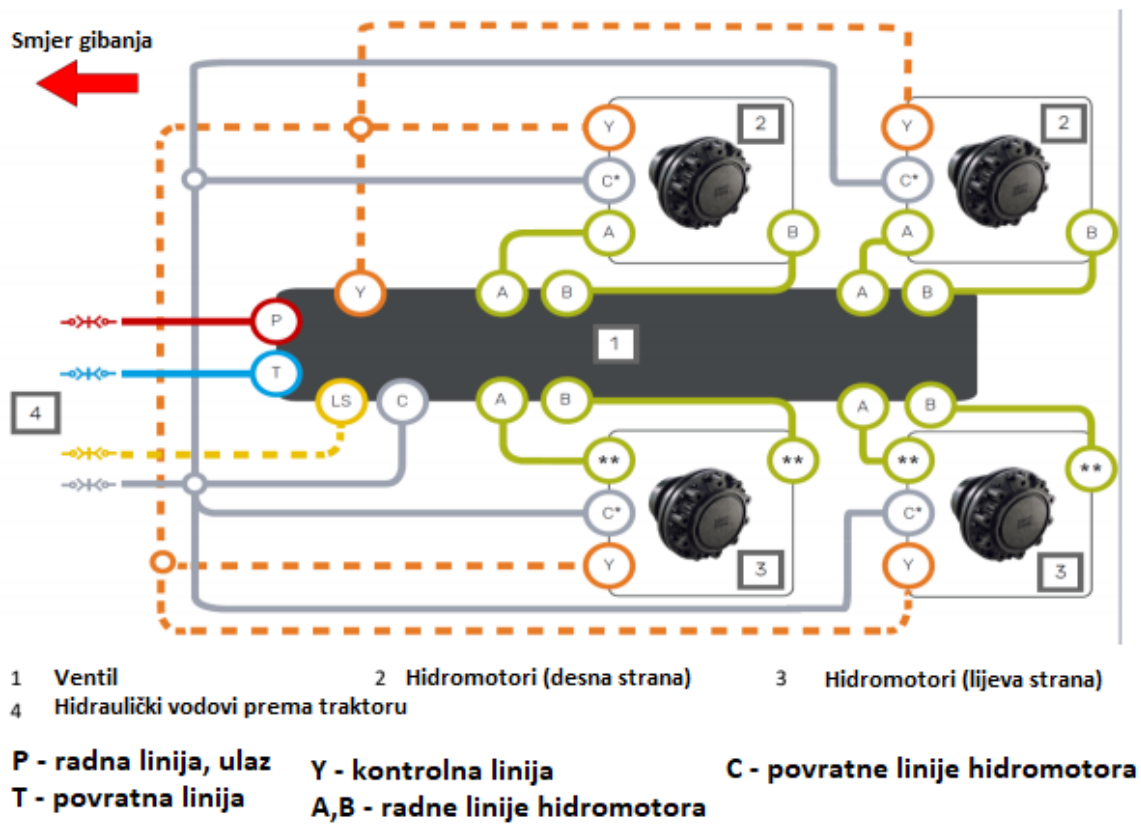 Smjer gibanja
Y 2 Y 2
C* C*
A B A B
Y A B A B
P
1
T
LS C A B A B
4
** ** ** **
C* C*
Y 3 Y 3
1 Ventil 2 Hidromotori (desna strana) 3 Hidromotori (lijeva strana)
4 Hidraulički vodovi prema traktoru
P - radna linija, ulaz Y - kontrolna linija C - povratne linije hidromotora
T - povratna linija A,B - radne linije hidromotora